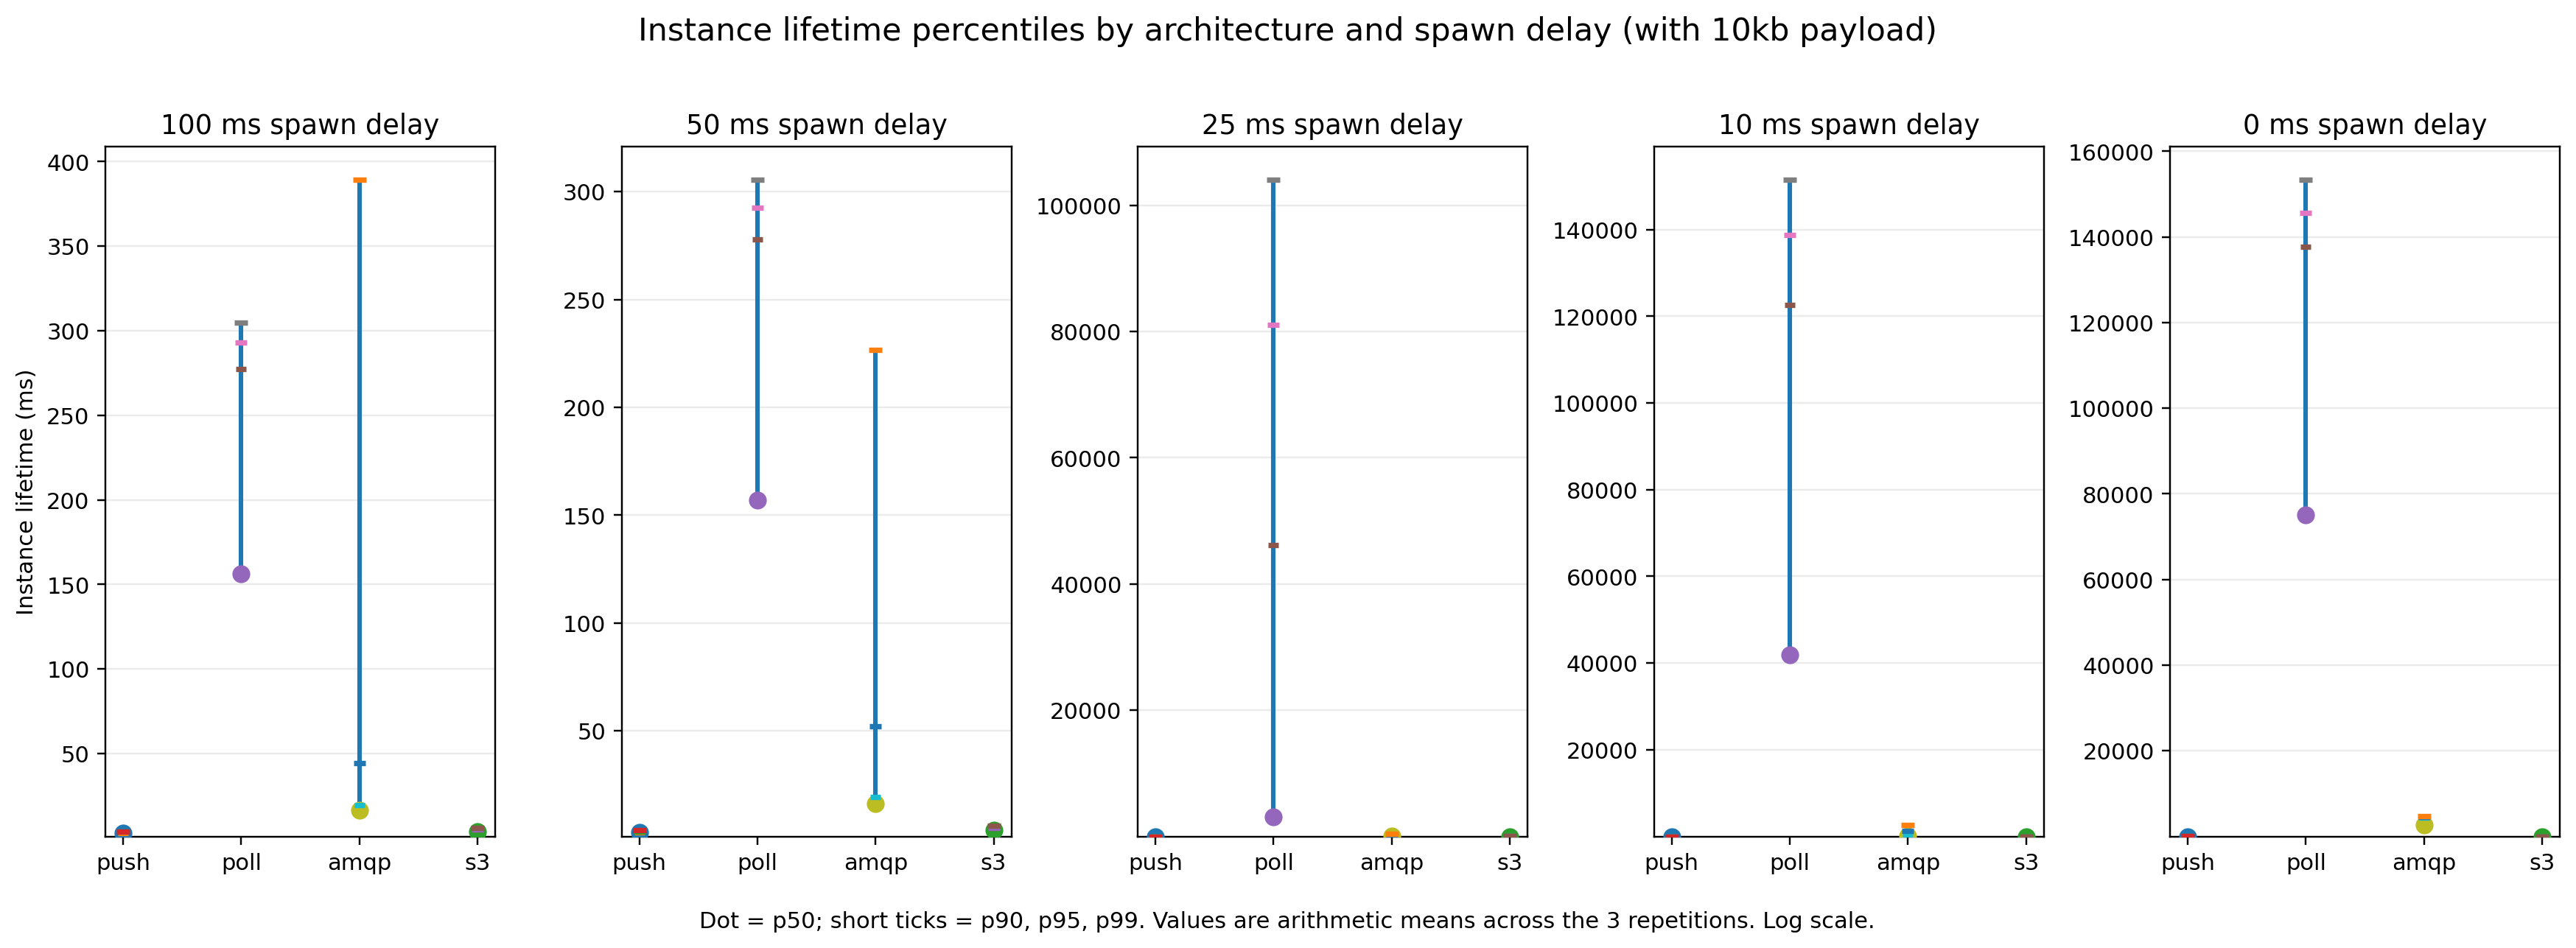 Instance lifetime percentiles by architecture and spawn delay (with 10kb payload)
100 ms spawn delay
50 ms spawn delay
25 ms spawn delay
10 ms spawn delay
0 ms spawn delay
Instance lifetime (ms)
400
350
300
250
200
150
100
50
push poll amqp s3
300
250
200
150
100
50
push poll amqp s3
100000
80000
60000
40000
20000
push poll amqp s3
140000
120000
100000
80000
60000
40000
20000
push poll amqp s3
160000
140000
120000
100000
80000
60000
40000
20000
push poll amqp s3
Dot = p50; short ticks = p90, p95, p99. Values are arithmetic means across the 3 repetitions. Log scale.